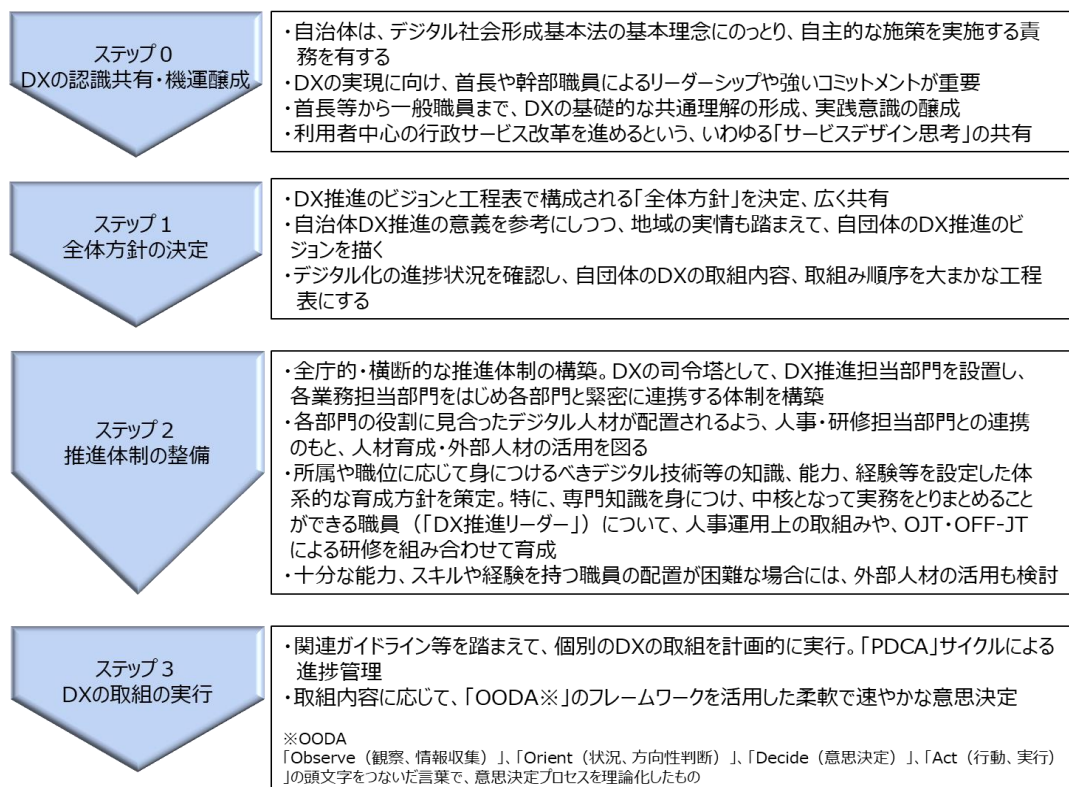 ステップ０
DXの認識共有・機運醸成
・自治体は、デジタル社会形成基本法の基本理念にのっとり、自主的な施策を実施する責
務を有する
・DXの実現に向け、首長や幹部職員によるリーダーシップや強いコミットメントが重要
・首長等から一般職員まで、DXの基礎的な共通理解の形成、実践意識の醸成
・利用者中心の行政サービス改革を進めるという、いわゆる「サービスデザイン思考」の共有
ステップ１
全体方針の決定
・DX推進のビジョンと工程表で構成される「全体方針」を決定、広く共有
・自治体DX推進の意義を参考にしつつ、地域の実情も踏まえて、自団体のDX推進のビ
ジョンを描く
・デジタル化の進捗状況を確認し、自団体のDXの取組内容、取組み順序を大まかな工程
表にする
ステップ２
推進体制の整備
・全庁的・横断的な推進体制の構築。DXの司令塔として、DX推進担当部門を設置し、
各業務担当部門をはじめ各部門と緊密に連携する体制を構築
・各部門の役割に見合ったデジタル人材が配置されるよう、人事・研修担当部門との連携
のもと、人材育成・外部人材の活用を図る
・所属や職位に応じて身につけるべきデジタル技術等の知識、能力、経験等を設定した体
系的な育成方針を策定。特に、専門知識を身につけ、中核となって実務をとりまとめること
ができる職員（「DX推進リーダー」）について、人事運用上の取組みや、OJT・OFF-JT
による研修を組み合わせて育成
・十分な能力、スキルや経験を持つ職員の配置が困難な場合には、外部人材の活用も検討
ステップ３
DXの取組の実行
・関連ガイドライン等を踏まえて、個別のDXの取組を計画的に実行。「PDCA」サイクルによる
進捗管理
・取組内容に応じて、「OODA※」のフレームワークを活用した柔軟で速やかな意思決定
※OODA
「Observe（観察、情報収集）」、「Orient（状況、方向性判断）」、「Decide（意思決定）」、「Act（行動、実行）
」の頭文字をつないだ言葉で、意思決定プロセスを理論化したもの